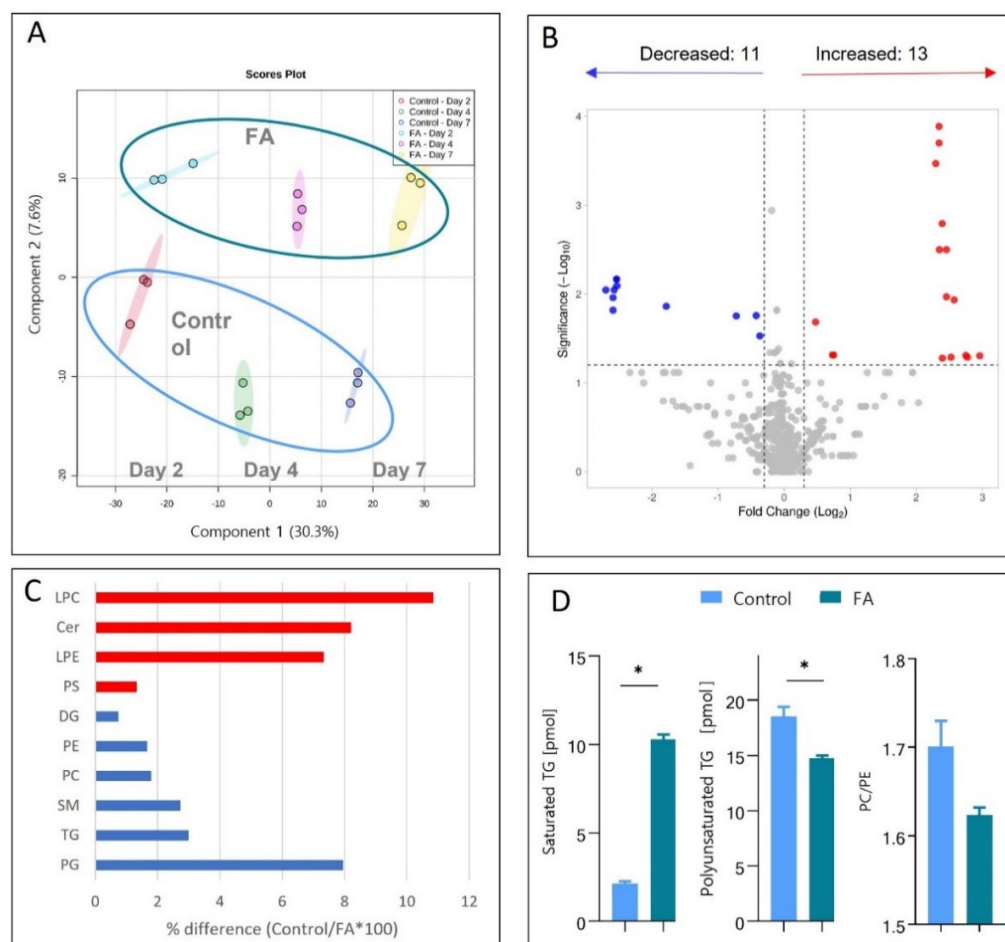 A
Scores Plot
Control - Day 2
Control - Day 4
Control - Day 7
FA - Day 2
FA - Day 4
FA - Day 7
FA
Contr
ol
Day 2
Day 4
Day 7
10
0
-10
-20
-30
-20
-10
0
10
20
30
Component 2 (7.6%)
Component 1 (30.3%)
B
Decreased: 11
Increased: 13
4
3
2
1
0
-2
-1
0
1
2
3
Significance (−Log10)
Fold Change (Log2)
C
LPC
Cer
LPE
PS
DG
PE
PC
SM
TG
PG
0
2
4
6
8
10
12
% difference (Control/FA*100)
D
Control
FA
Saturated TG [pmol]
15
10
5
0
*
Polyunsaturated TG [pmol]
20
15
10
5
0
*
PC/PE
1.8
1.7
1.6
1.5